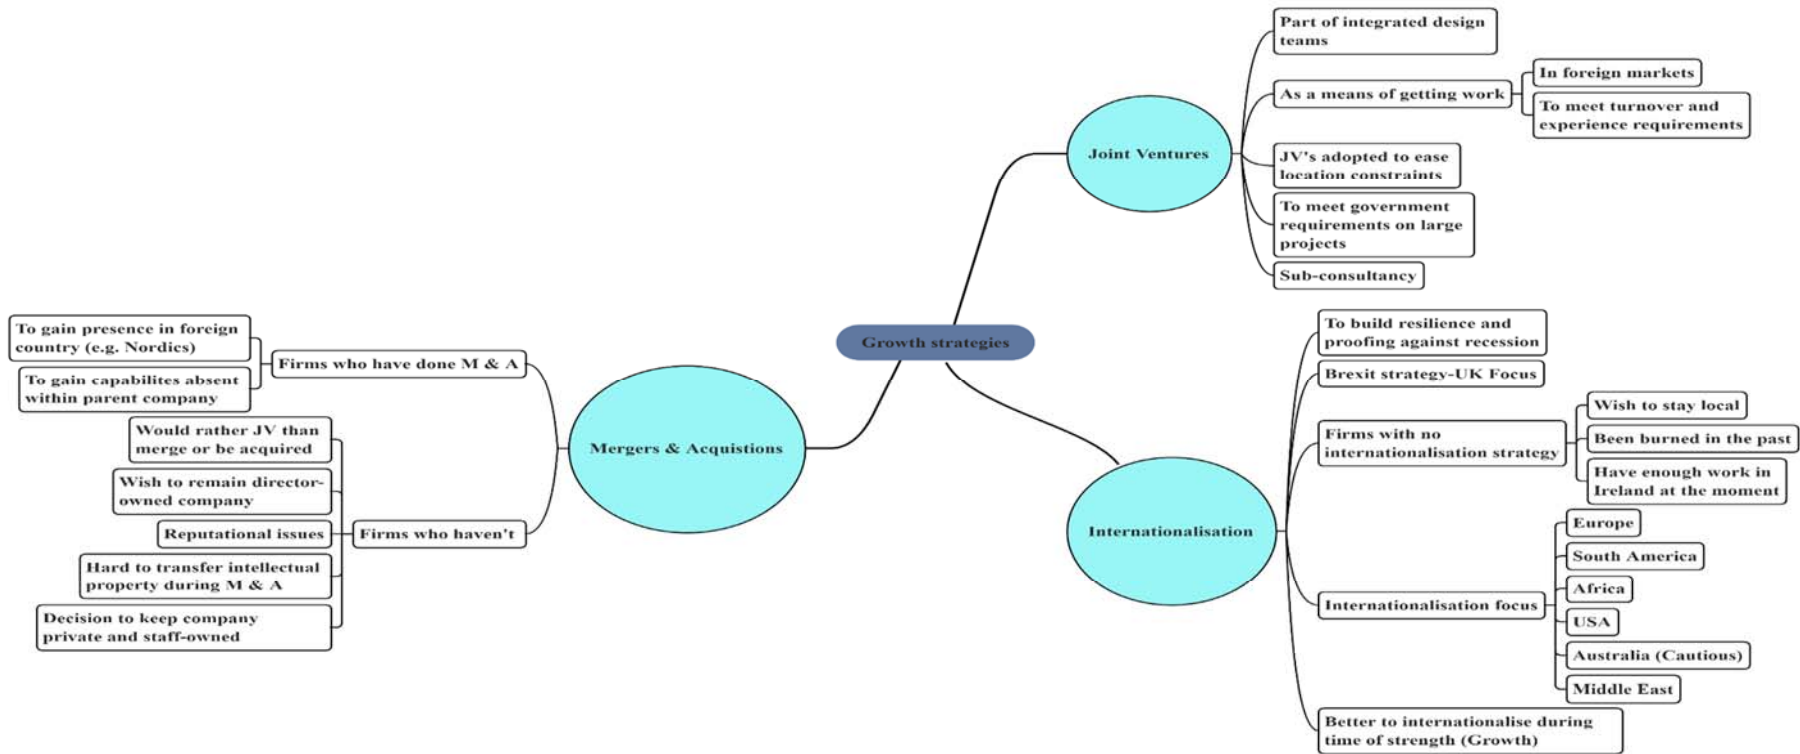 Growth strategies
Joint Ventures
Part of integrated design
teams
As a means of getting work
In foreign markets
To meet turnover and
experience requirements
JV's adopted to ease
location constraints
To meet government
requirements on large
projects
Sub-consultancy
Internationalisation
To build resilience and
proofing against recession
Brexit strategy-UK Focus
Firms with no
internationalisation strategy
Wish to stay local
Been burned in the past
Have enough work in
Ireland at the moment
Internationalisation focus
Europe
South America
Africa
USA
Australia (Cautious)
Middle East
Better to internationalise during
time of strength (Growth)
Mergers & Acquistions
Firms who have done M & A
To gain presence in foreign
country (e.g. Nordics)
To gain capabilites absent
within parent company
Firms who haven't
Would rather JV than
merge or be acquired
Wish to remain director-
owned company
Reputational issues
Hard to transfer intellectual
property during M & A
Decision to keep company
private and staff-owned